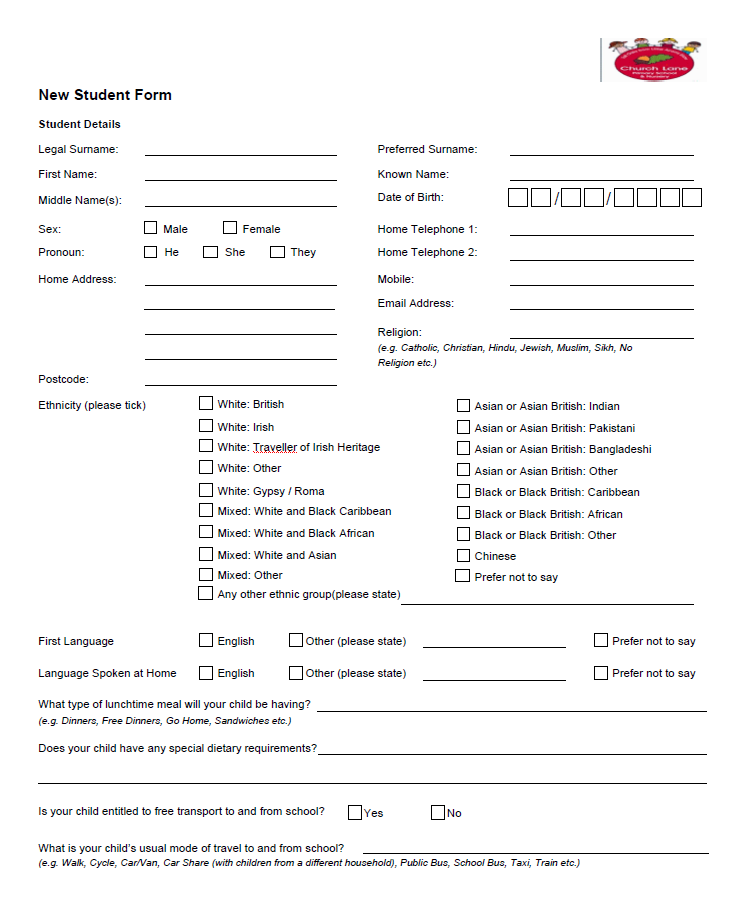 Church Lane
Primary School
& Nursery
New Student Form
Student Details
Legal Surname:
Preferred Surname:
First Name:
Known Name:
Middle Name(s):
Date of Birth: / /
Sex: Male Female
Home Telephone 1:
Pronoun: He She They
Home Telephone 2:
Home Address:
Mobile:
Email Address:
Religion:
(e.g. Catholic, Christian, Hindu, Jewish, Muslim, Sikh, No
Religion etc.)
Postcode:
Ethnicity (please tick)
White: British
White: Irish
White: Traveller of Irish Heritage
White: Other
White: Gypsy / Roma
Mixed: White and Black Caribbean
Mixed: White and Black African
Mixed: White and Asian
Mixed: Other
Any other ethnic group(please state)
Asian or Asian British: Indian
Asian or Asian British: Pakistani
Asian or Asian British: Bangladeshi
Asian or Asian British: Other
Black or Black British: Caribbean
Black or Black British: African
Black or Black British: Other
Chinese
Prefer not to say
First Language English Other (please state) Prefer not to say
Language Spoken at Home English Other (please state) Prefer not to say
What type of lunchtime meal will your child be having?
(e.g. Dinners, Free Dinners, Go Home, Sandwiches etc.)
Does your child have any special dietary requirements?
Is your child entitled to free transport to and from school? Yes No
What is your child's usual mode of travel to and from school?
(e.g. Walk, Cycle, Car/Van, Car Share (with children from a different household), Public Bus, School Bus, Taxi, Train etc.)